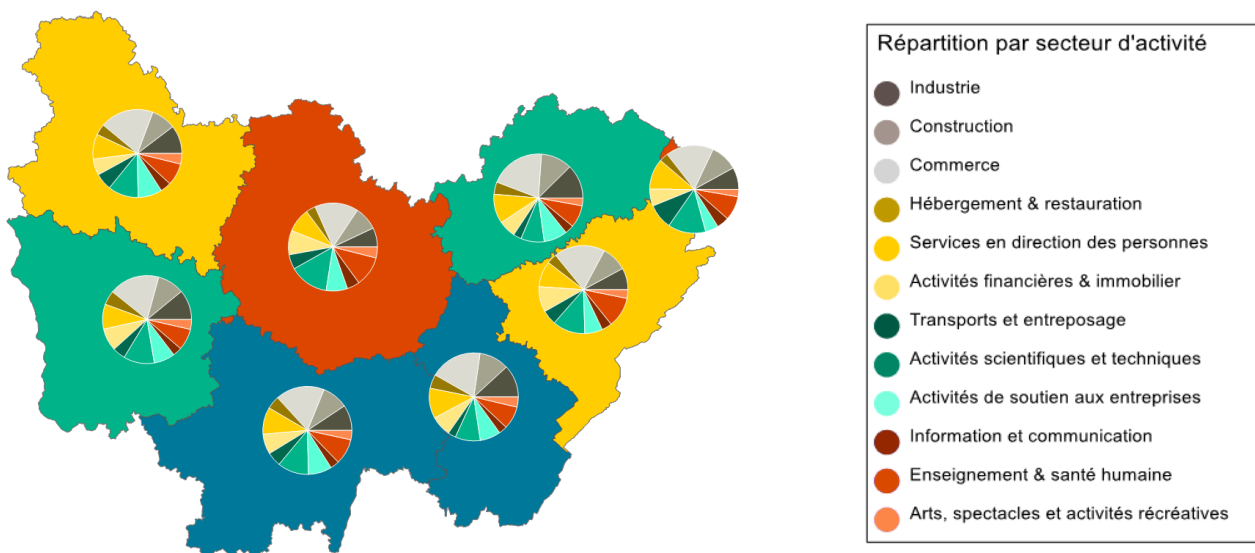 Répartition par secteur d'activité
Industrie
Construction
Commerce
Hébergement & restauration
Services en direction des personnes
Activités financières & immobilier
Transports et entreposage
Activités scientifiques et techniques
Activités de soutien aux entreprises
Information et communication
Enseignement & santé humaine
Arts, spectacles et activités récréatives